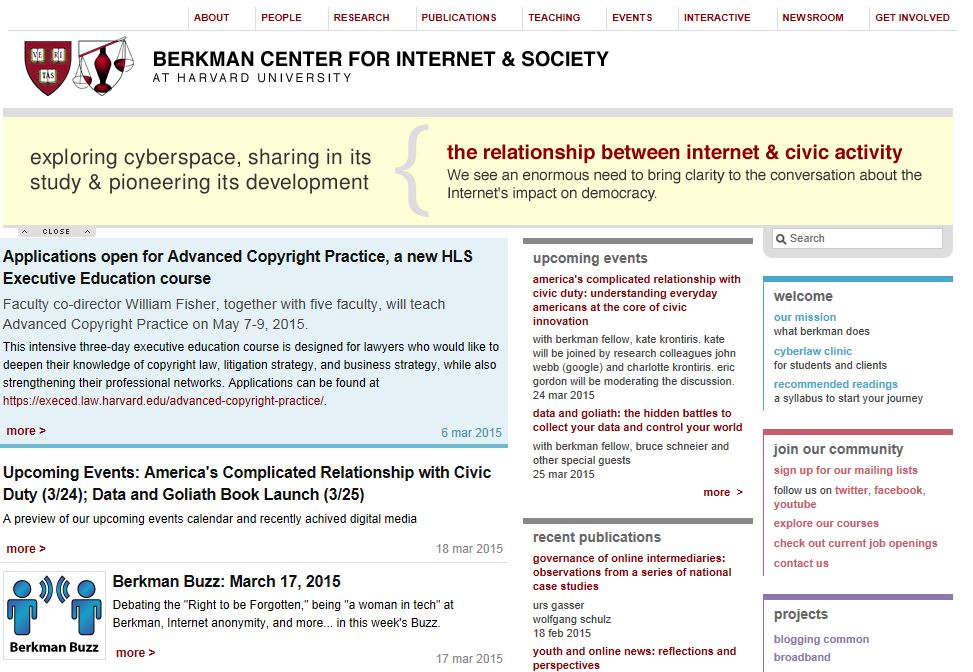 ABOUT PEOPLE RESEARCH PUBLICATIONS TEACHING EVENTS INTERACTIVE NEWSROOM GET INVOLVED
VE RI
TAS
BERKMAN CENTER FOR INTERNET & SOCIETY
AT HARVARD UNIVERSITY
exploring cyberspace, sharing in its
study & pioneering its development
the relationship between internet & civic activity
We see an enormous need to bring clarity to the conversation about the
Internet's impact on democracy.
CLOSE
Applications open for Advanced Copyright Practice, a new HLS
Executive Education course
Faculty co-director William Fisher, together with five faculty, will teach
Advanced Copyright Practice on May 7-9, 2015.
This intensive three-day executive education course is designed for lawyers who would like to
deepen their knowledge of copyright law, litigation strategy, and business strategy, while also
strengthening their professional networks. Applications can be found at
https://execed.law.harvard.edu/advanced-copyright-practice/.
more >
6 mar 2015
Upcoming Events: America's Complicated Relationship with Civic
Duty (3/24); Data and Goliath Book Launch (3/25)
A preview of our upcoming events calendar and recently achived digital media
more >
18 mar 2015
Berkman Buzz
Berkman Buzz: March 17, 2015
Debating the "Right to be Forgotten," being "a woman in tech" at
Berkman, Internet anonymity, and more... in this week's Buzz.
more >
17 mar 2015
upcoming events
america's complicated relationship with
civic duty: understanding everyday
americans at the core of civic
innovation
with berkman fellow, kate krontiris. kate
will be joined by research colleagues john
webb (google) and charlotte krontiris. eric
gordon will be moderating the discussion.
24 mar 2015
data and goliath: the hidden battles to
collect your data and control your world
with berkman fellow, bruce schneier and
other special guests
25 mar 2015
more >
recent publications
governance of online intermediaries:
observations from a series of national
case studies
urs gasser
wolfgang schulz
18 feb 2015
youth and online news: reflections and
perspectives
Search
welcome
our mission
what berkman does
cyberlaw clinic
for students and clients
recommended readings
a syllabus to start your journey
join our community
sign up for our mailing lists
follow us on twitter, facebook,
youtube
explore our courses
check out current job openings
contact us
projects
blogging common
broadband